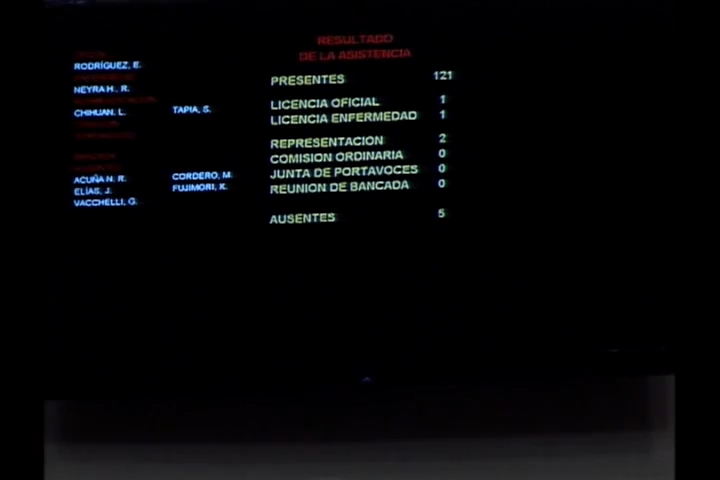 RESULTADO
DE LA ASISTENCIA
RODRÍGUEZ, E.
NEYRA H., R.
CHIHUAN, L. TAPIA, S.
ACUÑA N. R. CORDERO, M.
ELÍAS, J. FUJIMORI, K.
VACCHELLI, G.
PRESENTES 121
LICENCIA OFICIAL 1
LICENCIA ENFERMEDAD 1
REPRESENTACION 2
COMISION ORDINARIA 0
JUNTA DE PORTAVOCES 0
REUNION DE BANCADA 0
AUSENTES 5